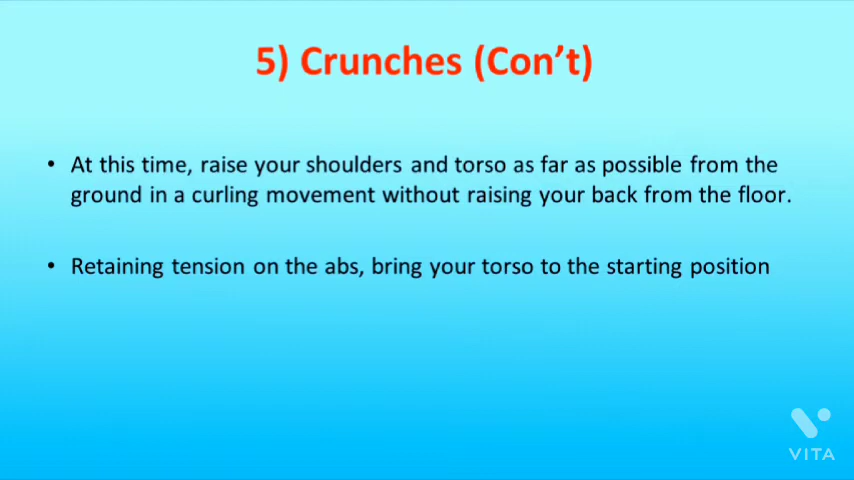 5) Crunches (Con’t)
• At this time, raise your shoulders and torso as far as possible from the
ground in a curling movement without raising your back from the floor.
• Retaining tension on the abs, bring your torso to the starting position
VITA